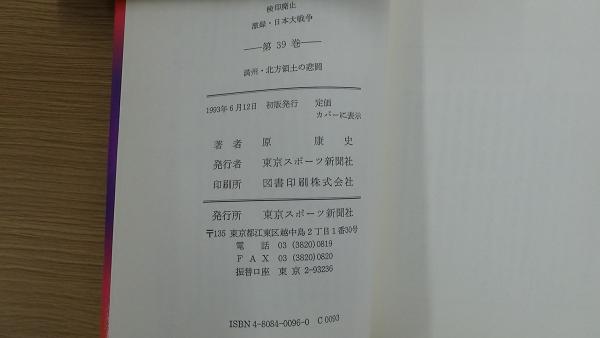 検印廃止
激録・日本大戦争
第 39 巻
満州・北方領土の悲闘
1993年6月12日 初版発行 定価
カバーに表示
著者 原 康史
発行者 東京スポーツ新聞社
印刷所 図書印刷株式会社
発行所 東京スポーツ新聞社
〒135 東京都江東区越中島2丁目1番30号
電話 03 (3820)0819
FAX 03 (3820)0820
振替口座 東京 2-93236
ISBN 4-8084-0096-0 C 0093